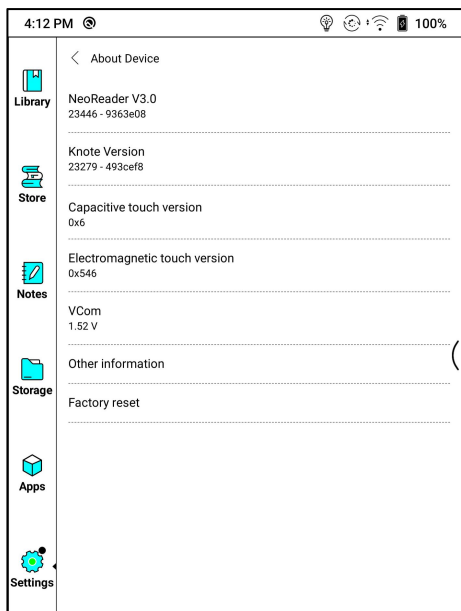 4:12 PM 100%
About Device
NeoReader V3.0
23446 - 9363e08
Knote Version
23279 - 493cef8
Capacitive touch version
0x6
Electromagnetic touch version
0x546
VCom
1.52 V
Other information
Factory reset
Library
Store
Notes
Storage
Apps
Settings